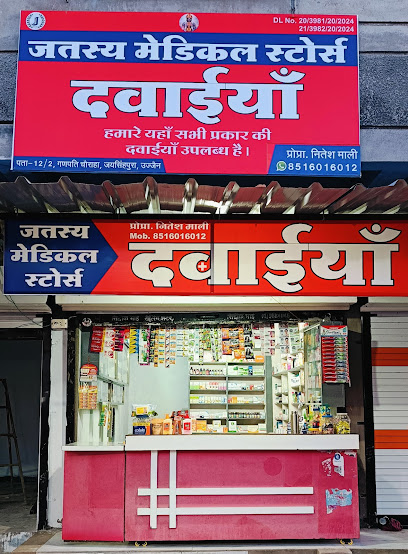 J
DL No. 20/3981/20/2024
21/3982/20/2024
जतस्य मेडिकल स्टोर्स
दवाईयाँ
हमारे यहाँ सभी प्रकार की
दवाईयाँ उपलब्ध है।
पता-12/2, गणपति चौराहा, जयसिंहपुरा, उज्जैन
प्रोप्रा. नितेश माली
8516016012
जतस्य
मेडिकल
स्टोर्स
प्रोप्रा. नितेश माली
Mob. 8516016012
दवाईयाँ